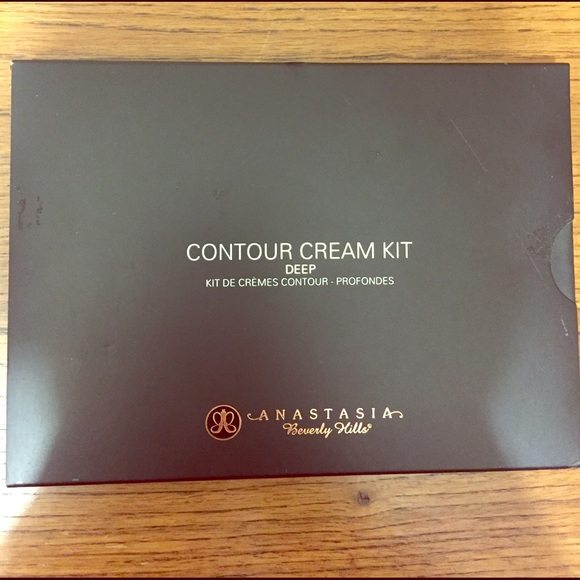 CONTOUR CREAM KIT
DEEP
KIT DE CRÈMES CONTOUR - PROFONDES
ANASTASIA
Beverly Hills®